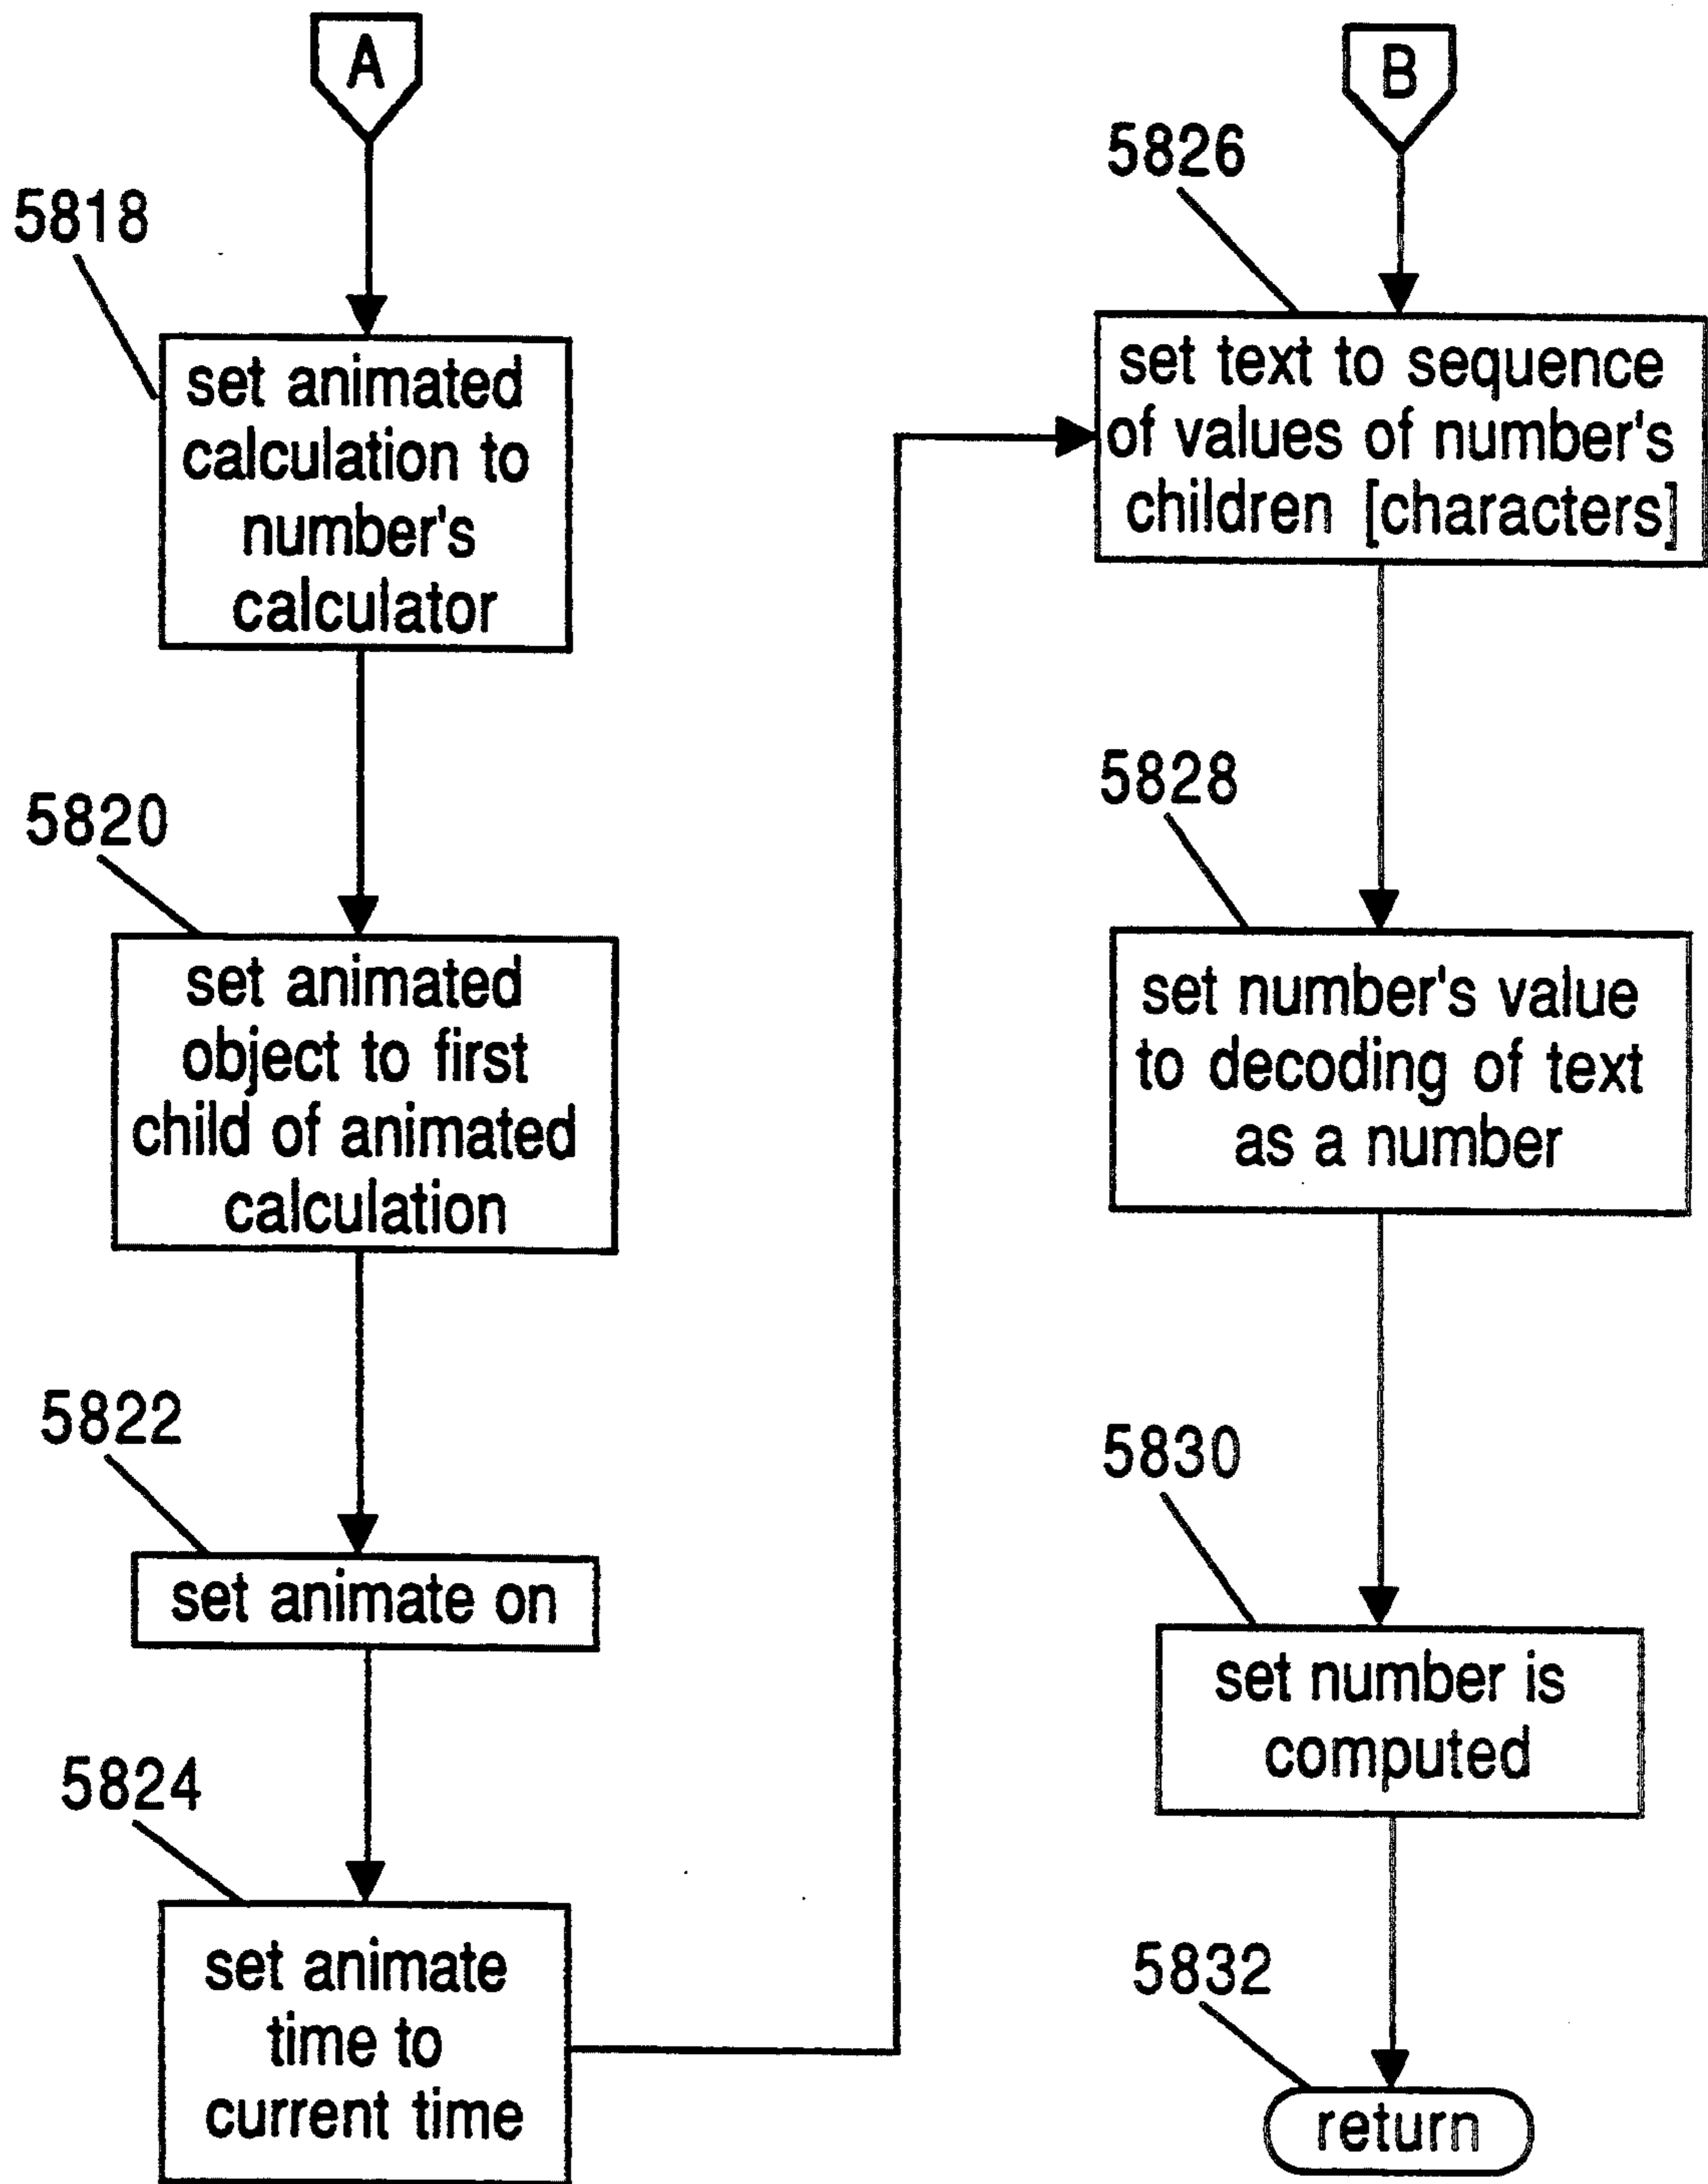 A
5818
set animated
calculation to
number's
calculator
5820
set animated
object to first
child of animated
calculation
5822
set animate on
5824
set animate
time to
current time
B
5826
set text to sequence
of values of number's
children [characters]
5828
set number's value
to decoding of text
as a number
5830
set number is
computed
5832
return